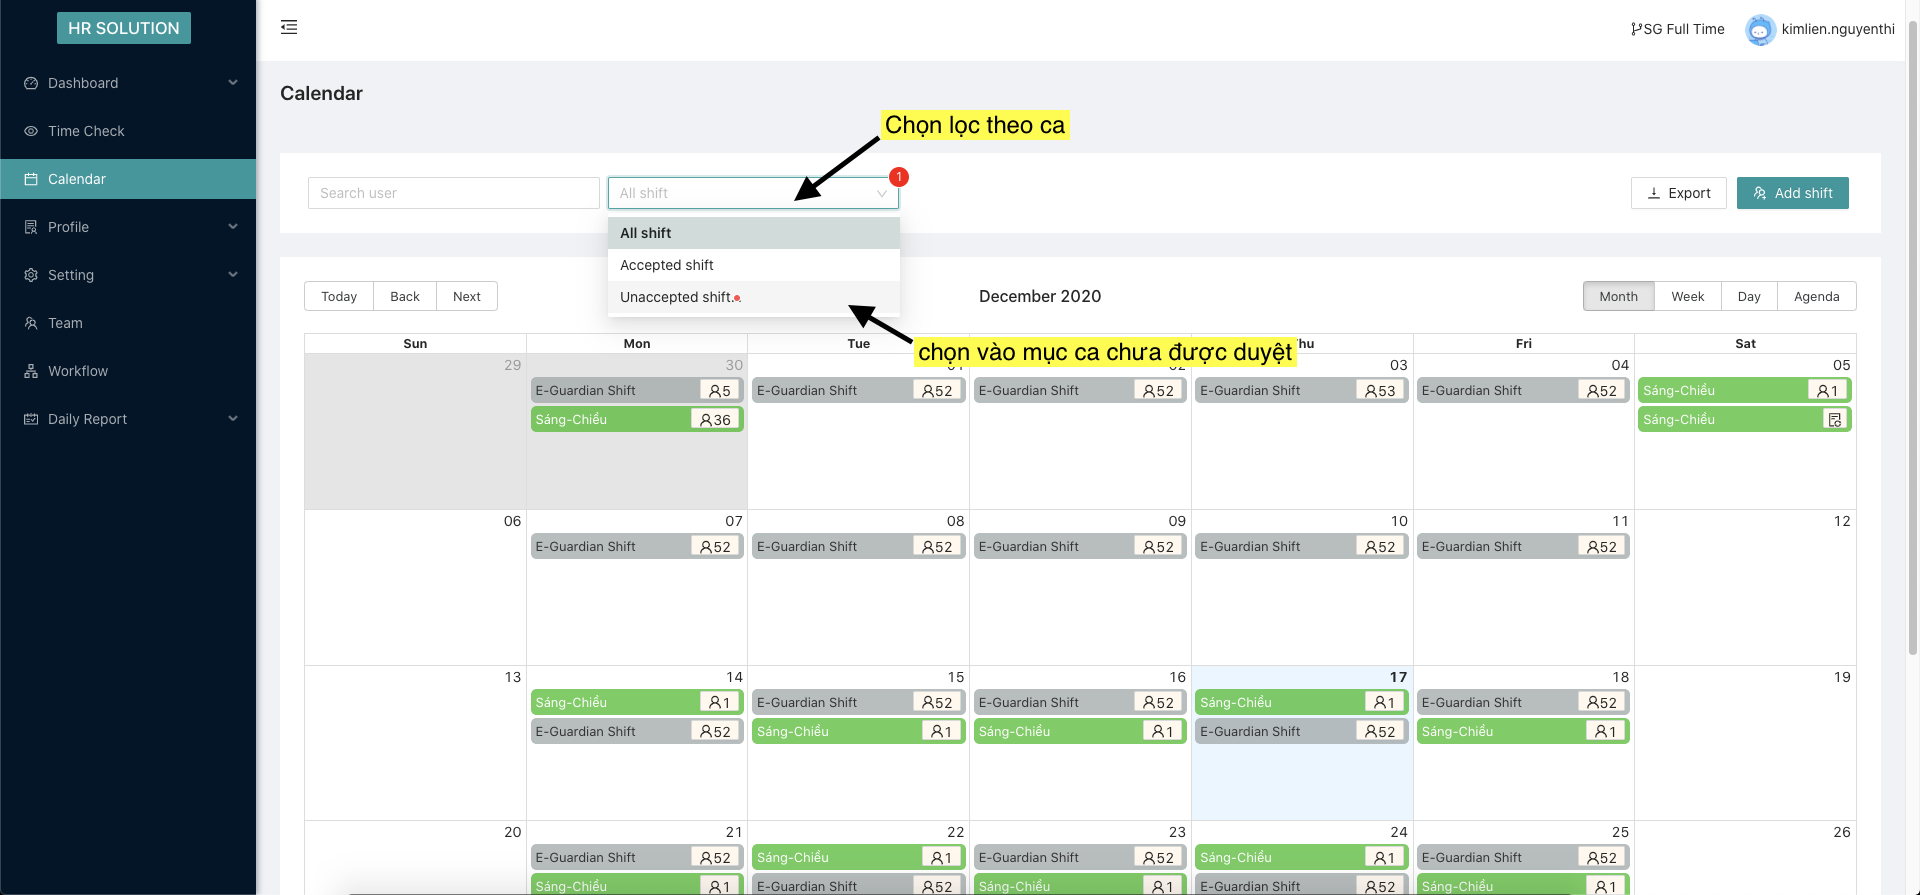 HR SOLUTION
SG Full Time
kimlien.nguyenthi
Dashboard
Time Check
Calendar
Profile
Setting
Team
Workflow
Daily Report
Calendar
Chọn lọc theo ca
Search user
All shift
1
Export
Add shift
All shift
Accepted shift
Unaccepted shift.
Today Back Next
December 2020
Month Week Day Agenda
chọn vào mục ca chưa được duyệt
Sun Mon Tue Thu Fri Sat
29 30 01 02 03 04 05
E-Guardian Shift 5 E-Guardian Shift 52 E-Guardian Shift 52 E-Guardian Shift 53 E-Guardian Shift 52 Sáng-Chiều 1
Sáng-Chiều 36 Sáng-Chiều
06 07 08 09 10 11 12
E-Guardian Shift 52 E-Guardian Shift 52 E-Guardian Shift 52 E-Guardian Shift 52 E-Guardian Shift 52
13 14 15 16 17 18 19
Sáng-Chiều 1 E-Guardian Shift 52 E-Guardian Shift 52 Sáng-Chiều 1 E-Guardian Shift 52
E-Guardian Shift 52 Sáng-Chiều 1 Sáng-Chiều 1 E-Guardian Shift 52 Sáng-Chiều 1
20 21 22 23 24 25 26
E-Guardian Shift 52 Sáng-Chiều 1 E-Guardian Shift 52 Sáng-Chiều 1 E-Guardian Shift 52
Sáng-Chiều 1 E-Guardian Shift 52 Sáng-Chiều 1 E-Guardian Shift 52 Sáng-Chiều 1